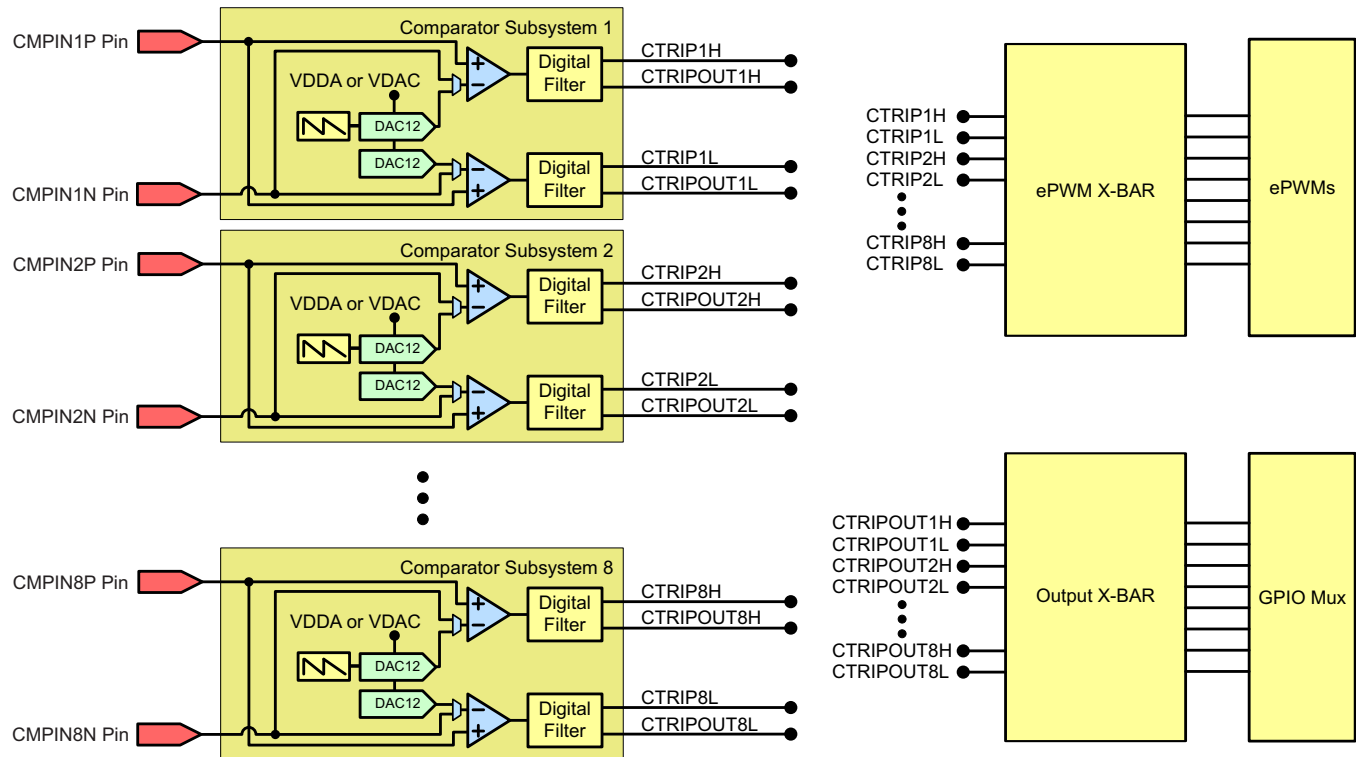 Comparator Subsystem 1
CMPIN1P Pin
VDDA or VDAC
DAC12
DAC12
+
−
−
+
Digital
Filter
Digital
Filter
CTRIP1H
CTRIPOUT1H
CTRIP1L
CTRIPOUT1L
CMPIN1N Pin
Comparator Subsystem 2
CMPIN2P Pin
VDDA or VDAC
DAC12
DAC12
+
−
−
+
Digital
Filter
Digital
Filter
CTRIP2H
CTRIPOUT2H
CTRIP2L
CTRIPOUT2L
CMPIN2N Pin
Comparator Subsystem 8
CMPIN8P Pin
VDDA or VDAC
DAC12
DAC12
+
−
−
+
Digital
Filter
Digital
Filter
CTRIP8H
CTRIPOUT8H
CTRIP8L
CTRIPOUT8L
CMPIN8N Pin
CTRIP1H
CTRIP1L
CTRIP2H
CTRIP2L
CTRIP8H
CTRIP8L
ePWM X-BAR
ePWMs
CTRIPOUT1H
CTRIPOUT1L
CTRIPOUT2H
CTRIPOUT2L
CTRIPOUT8H
CTRIPOUT8L
Output X-BAR
GPIO Mux